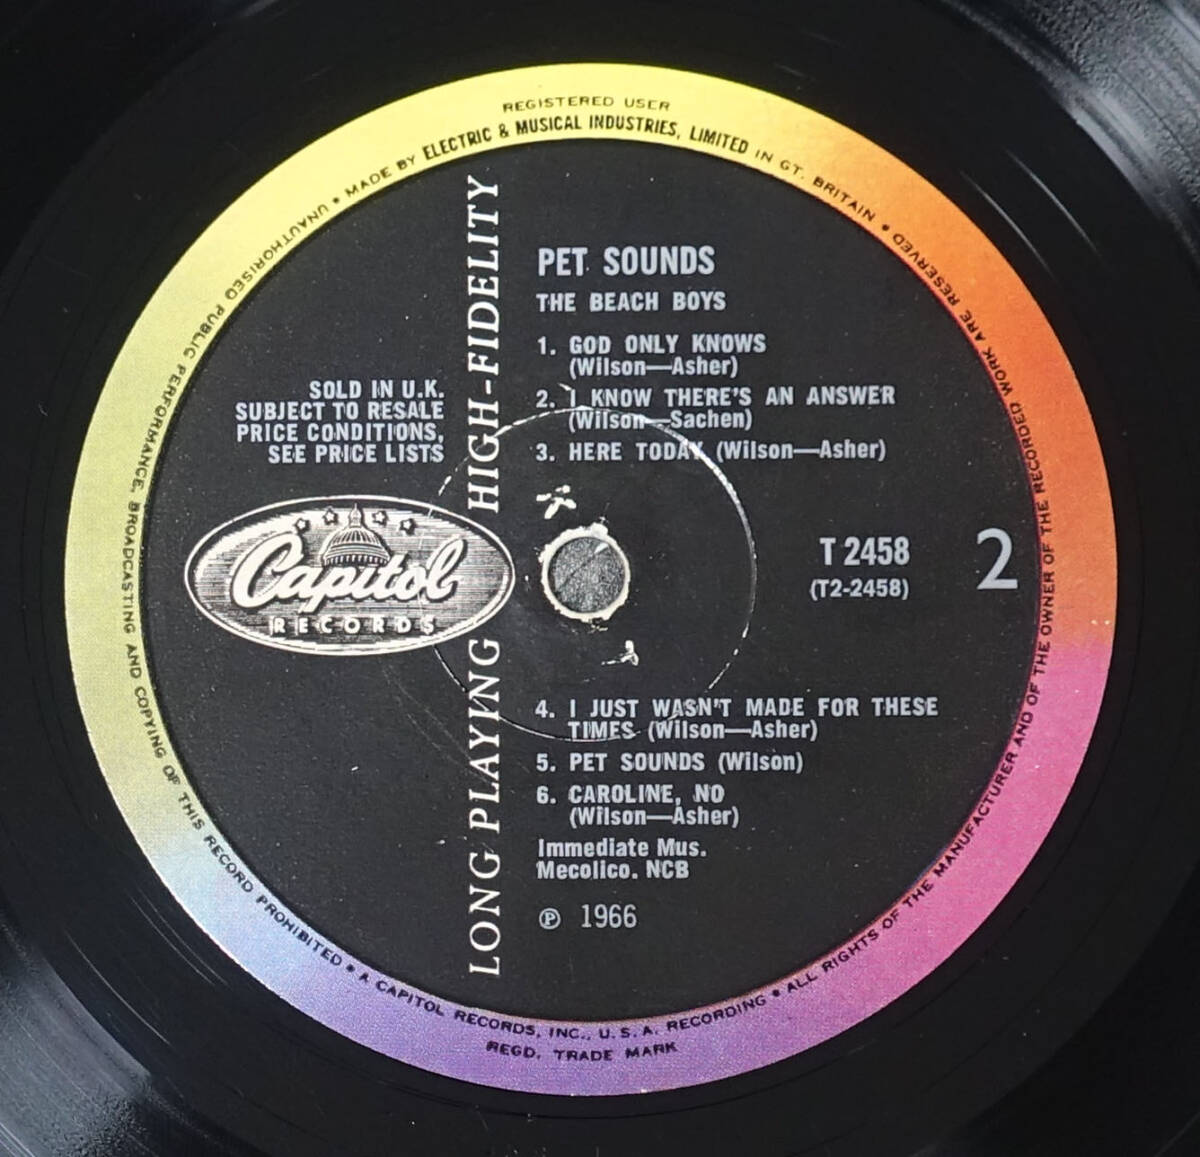 REGISTERED USER
• MADE BY ELECTRIC & MUSICAL INDUSTRIES, LIMITED IN GT. BRITAIN •
UNAUTHORISED PUBLIC PERFORMANCE, BROADCASTING AND COPYING OF THIS RECORD PROHIBITED • A CAPITOL RECORDS, INC., U.S.A. RECORDING • ALL RIGHTS OF THE MANUFACTURER AND OF THE OWNER OF THE RECORDED WORK ARE RESERVED
REGD. TRADE MARK
LONG PLAYING HIGH-FIDELITY
PET SOUNDS
THE BEACH BOYS
1. GOD ONLY KNOWS
(Wilson—Asher)
2. I KNOW THERE'S AN ANSWER
(Wilson—Sachen)
3. HERE TODAY (Wilson—Asher)
SOLD IN U.K.
SUBJECT TO RESALE
PRICE CONDITIONS,
SEE PRICE LISTS
Capitol
RECORDS
T 2458
(T2-2458)
2
4. I JUST WASN'T MADE FOR THESE
TIMES (Wilson—Asher)
5. PET SOUNDS (Wilson)
6. CAROLINE, NO
(Wilson—Asher)
Immediate Mus.
Mecolico. NCB
℗ 1966